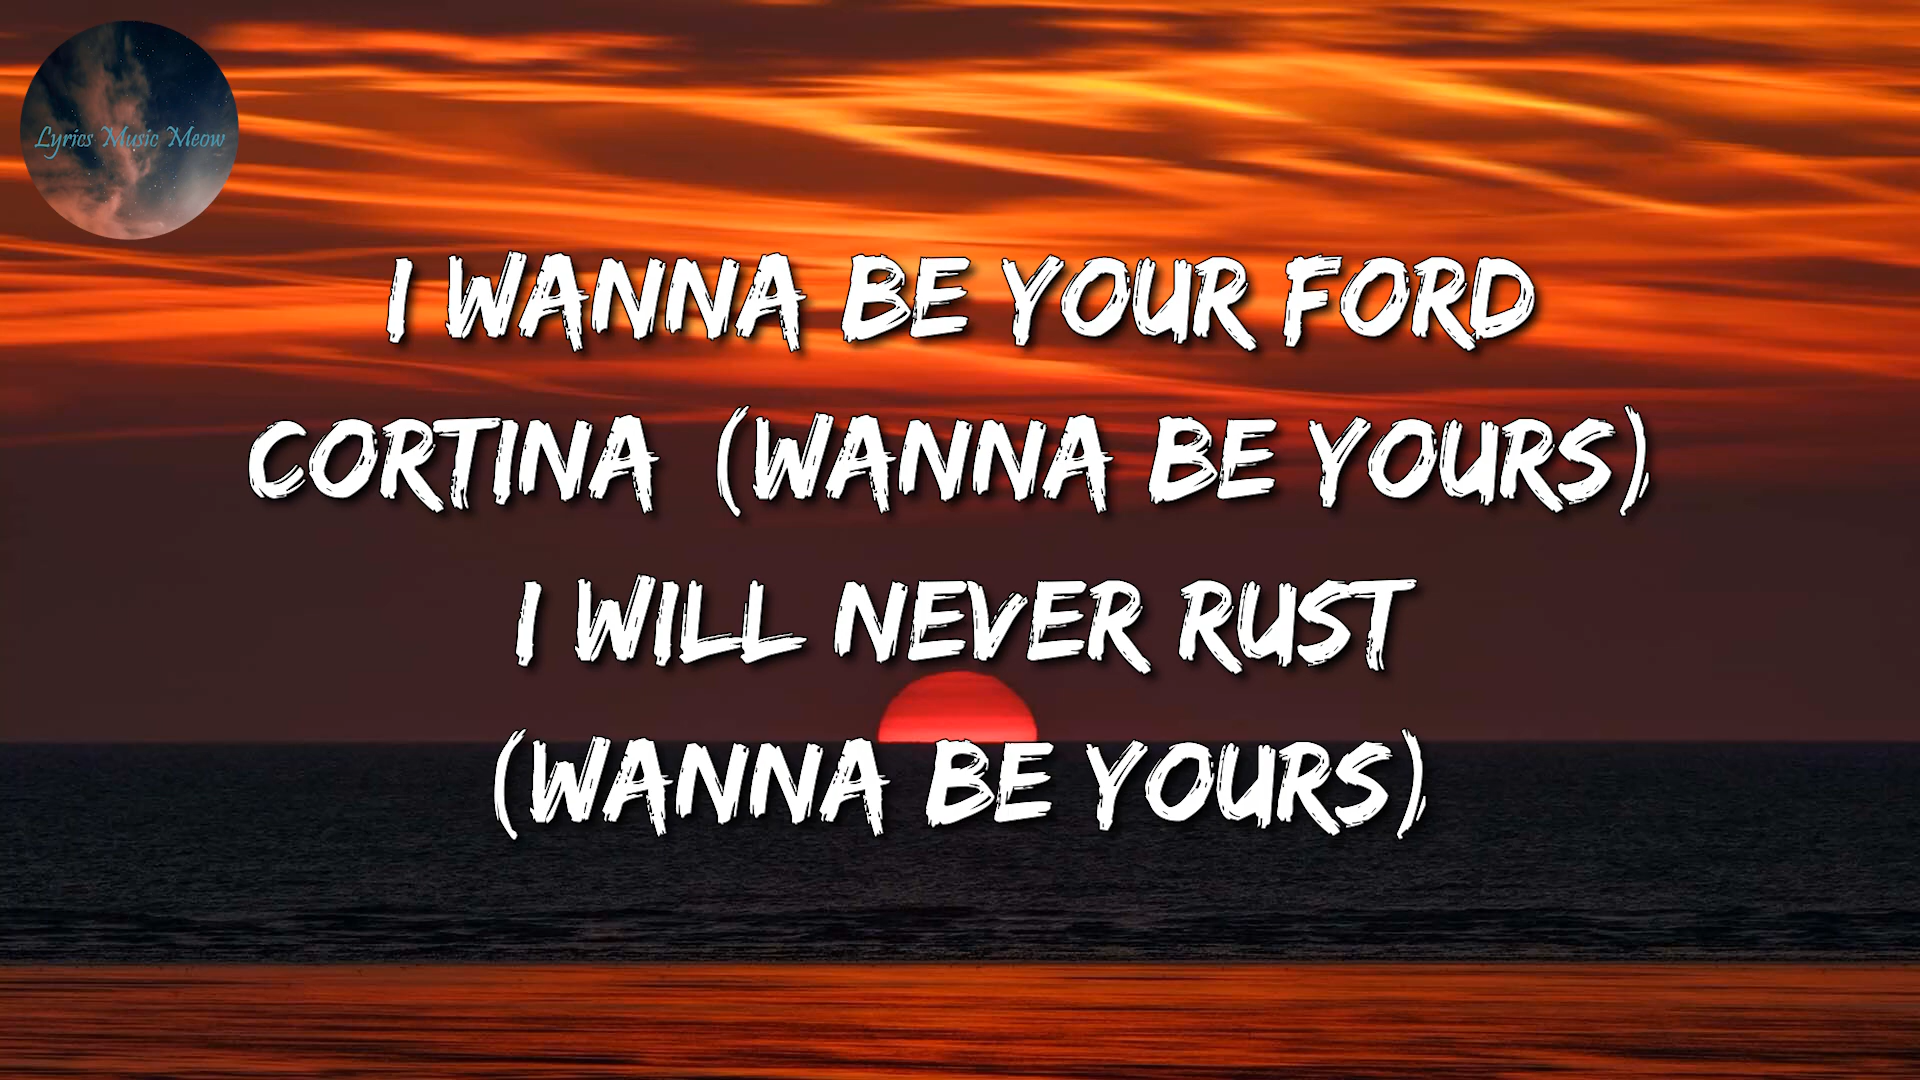 Lyrics Music Meow
I WANNA BE YOUR FORD
CORTINA (WANNA BE YOURS)
I WILL NEVER RUST
(WANNA BE YOURS)